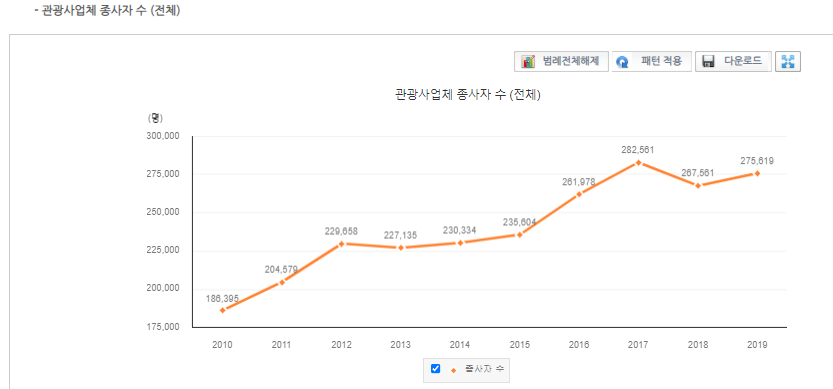 - 관광사업체 종사자 수 (전체)
범례전체해제 패턴 적용 다운로드
관광사업체 종사자 수 (전체)
(명)
300,000
282,561
275,000
275,619
267,561
261,978
250,000
235,604
229,658
230,334
227,135
225,000
204,579
200,000
186,395
175,000
2010 2011 2012 2013 2014 2015 2016 2017 2018 2019
종사자 수